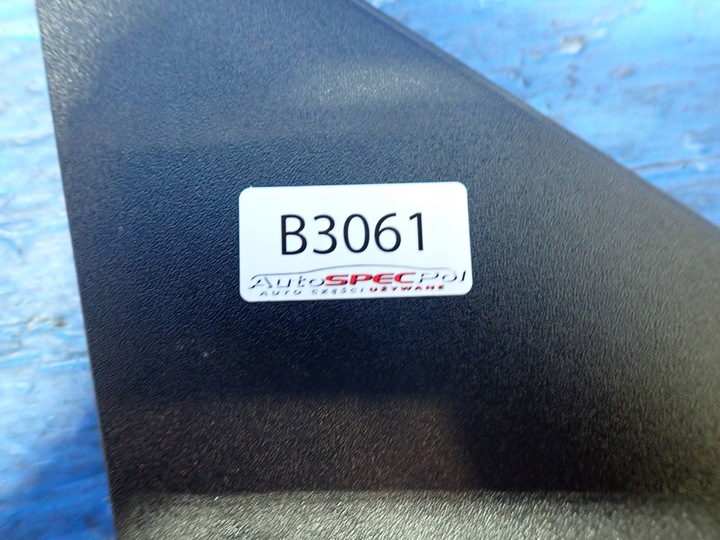 B3061
AutoSPECPol
AUTO CZĘŚCI UŻYWANE